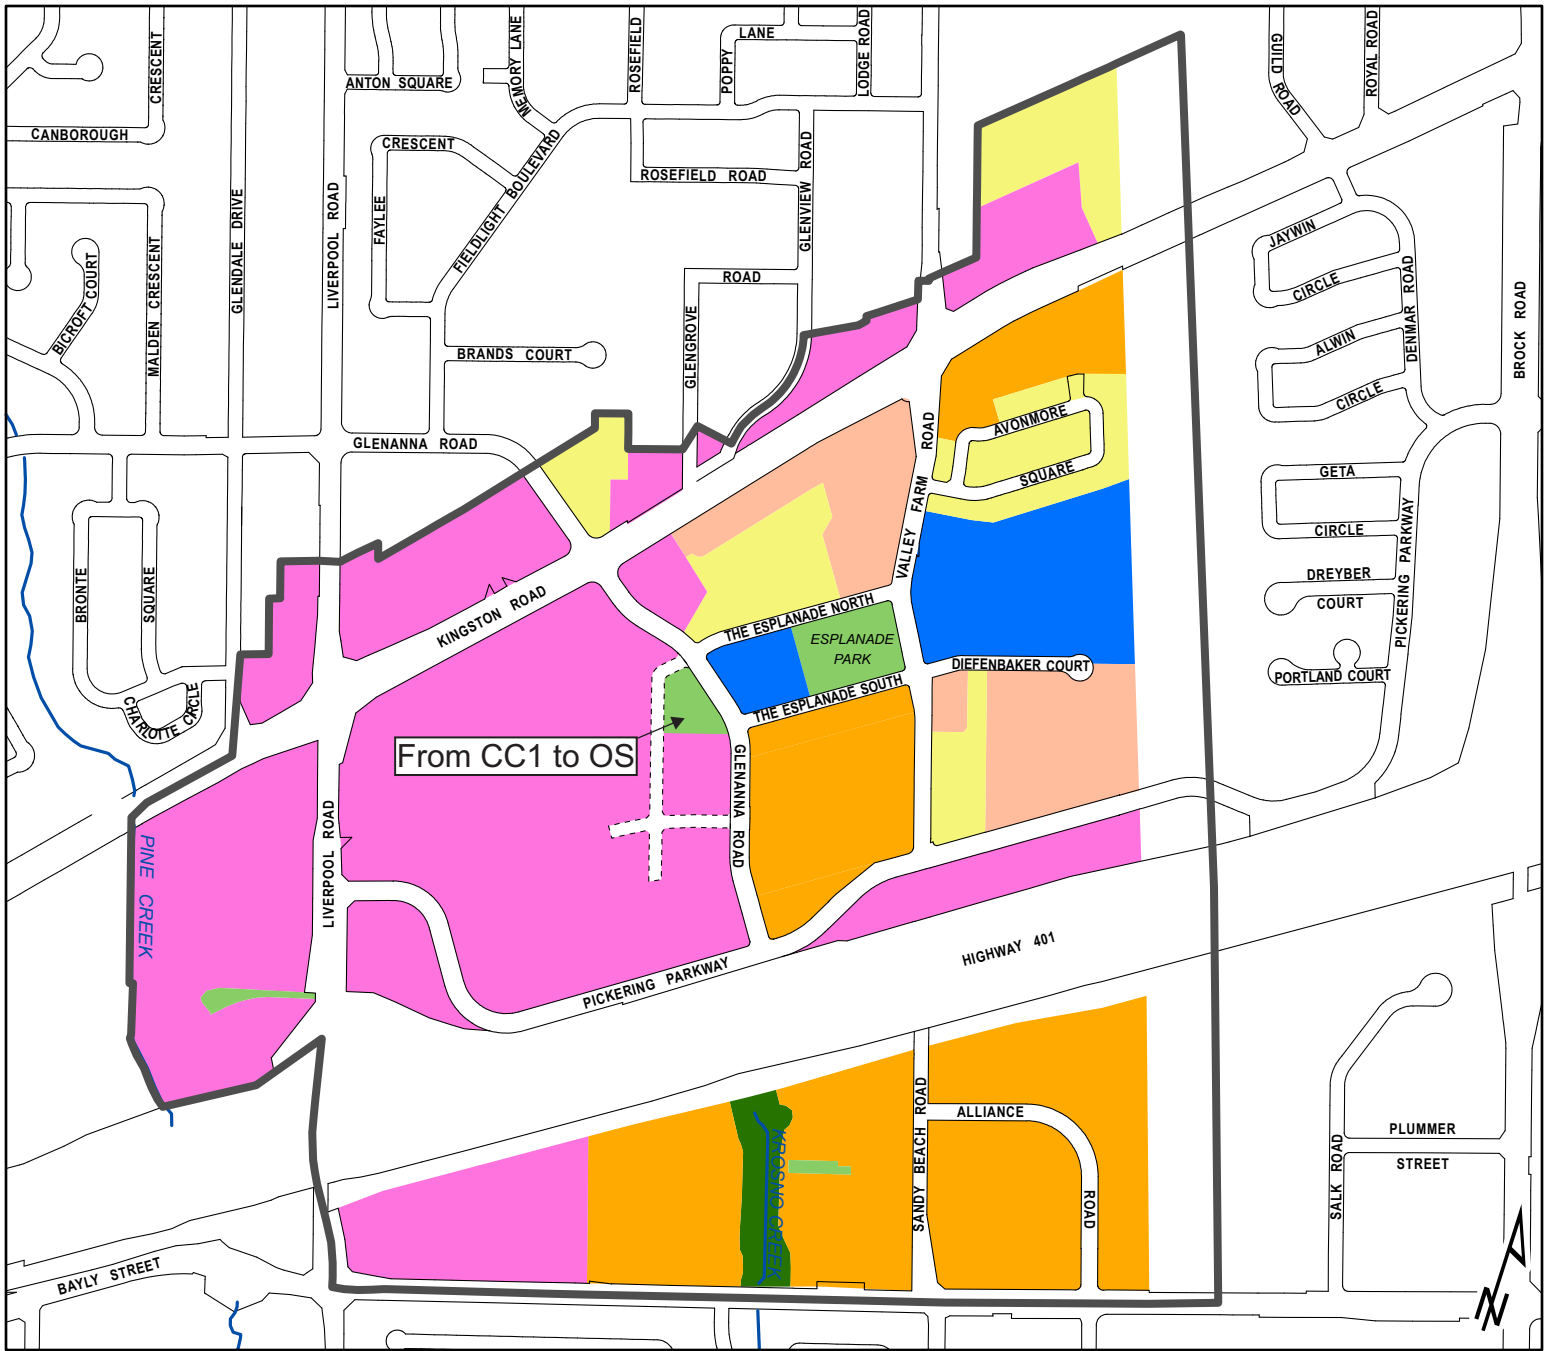 CRESCENT
ANTON SQUARE
MEMORY LANE
ROSEFIELD
POPPY
LANE
LODGE ROAD
GUILD
ROAD
ROYAL ROAD
CANBOROUGH
CRESCENT
ROSEFIELD ROAD
GLENVIEW ROAD
FAYLEE
FIELDLIGHT BOULEVARD
GLENDALE DRIVE
LIVERPOOL ROAD
MALDEN CRESCENT
BICROFT COURT
ROAD
GLENGROVE
BRANDS COURT
GLENANNA ROAD
JAYWIN
CIRCLE
ALWIN
CIRCLE
DENMAR ROAD
BROCK ROAD
AVONMORE
SQUARE
VALLEY FARM ROAD
GETA
CIRCLE
DREYBER
COURT
PICKERING PARKWAY
PORTLAND COURT
BRONTE
SQUARE
CHARLOTTE CIRCLE
KINGSTON ROAD
THE ESPLANADE NORTH
ESPLANADE
PARK
THE ESPLANADE SOUTH
DIEFENBAKER COURT
From CC1 to OS
GLENANNA ROAD
LIVERPOOL ROAD
PINE CREEK
PICKERING PARKWAY
HIGHWAY 401
SANDY BEACH ROAD
ALLIANCE
ROAD
KROSNO CREEK
SALK ROAD
PLUMMER
STREET
BAYLY STREET
N